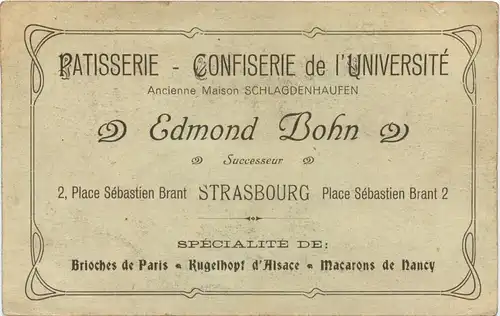 PATISSERIE - CONFISERIE de l'UNIVERSITÉ
Ancienne Maison SCHLAGDENHAUFEN
Edmond Bohn
Successeur
2, Place Sébastien Brant STRASBOURG Place Sébastien Brant 2
SPÉCIALITÉ DE:
Brioches de Paris • Kugelhopf d'Alsace • Macarons de Nancy